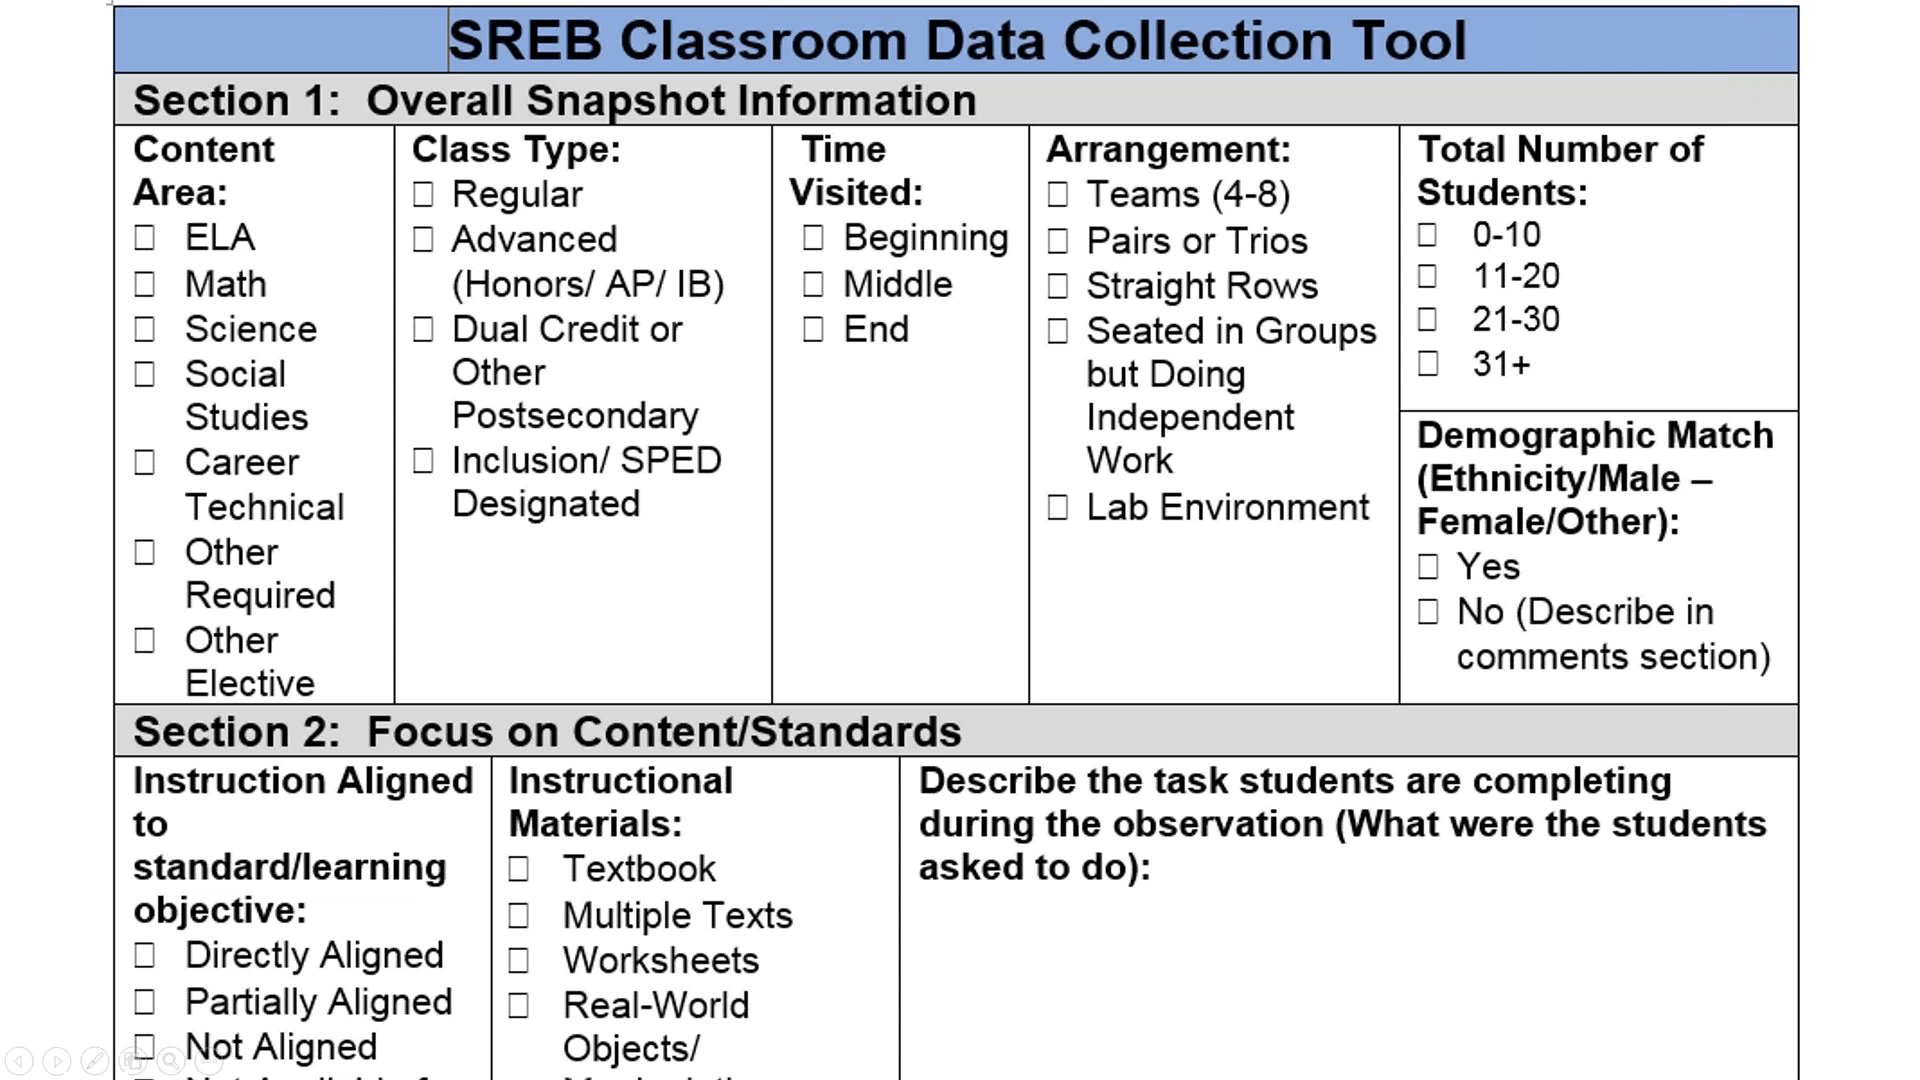 SREB Classroom Data Collection Tool
Section 1: Overall Snapshot Information
Content
Area:
ELA
Math
Science
Social
Studies
Career
Technical
Other
Required
Other
Elective
Class Type:
Regular
Advanced
(Honors/ AP/ IB)
Dual Credit or
Other
Postsecondary
Inclusion/ SPED
Designated
Time
Visited:
Beginning
Middle
End
Arrangement:
Teams (4-8)
Pairs or Trios
Straight Rows
Seated in Groups
but Doing
Independent
Work
Lab Environment
Total Number of
Students:
0-10
11-20
21-30
31+
Demographic Match
(Ethnicity/Male –
Female/Other):
Yes
No (Describe in
comments section)
Section 2: Focus on Content/Standards
Instruction Aligned
to
standard/learning
objective:
Directly Aligned
Partially Aligned
Not Aligned
Instructional
Materials:
Textbook
Multiple Texts
Worksheets
Real-World
Objects/
Describe the task students are completing
during the observation (What were the students
asked to do):